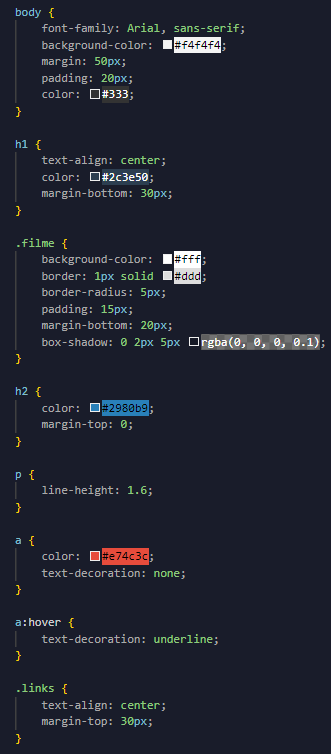 body {
    font-family: Arial, sans-serif;
    background-color: #f4f4f4;
    margin: 50px;
    padding: 20px;
    color: #333;
}

h1 {
    text-align: center;
    color: #2c3e50;
    margin-bottom: 30px;
}

.filme {
    background-color: #fff;
    border: 1px solid #ddd;
    border-radius: 5px;
    padding: 15px;
    margin-bottom: 20px;
    box-shadow: 0 2px 5px rgba(0, 0, 0, 0.1);
}

h2 {
    color: #2980b9;
    margin-top: 0;
}

p {
    line-height: 1.6;
}

a {
    color: #e74c3c;
    text-decoration: none;
}

a:hover {
    text-decoration: underline;
}

.links {
    text-align: center;
    margin-top: 30px;
}